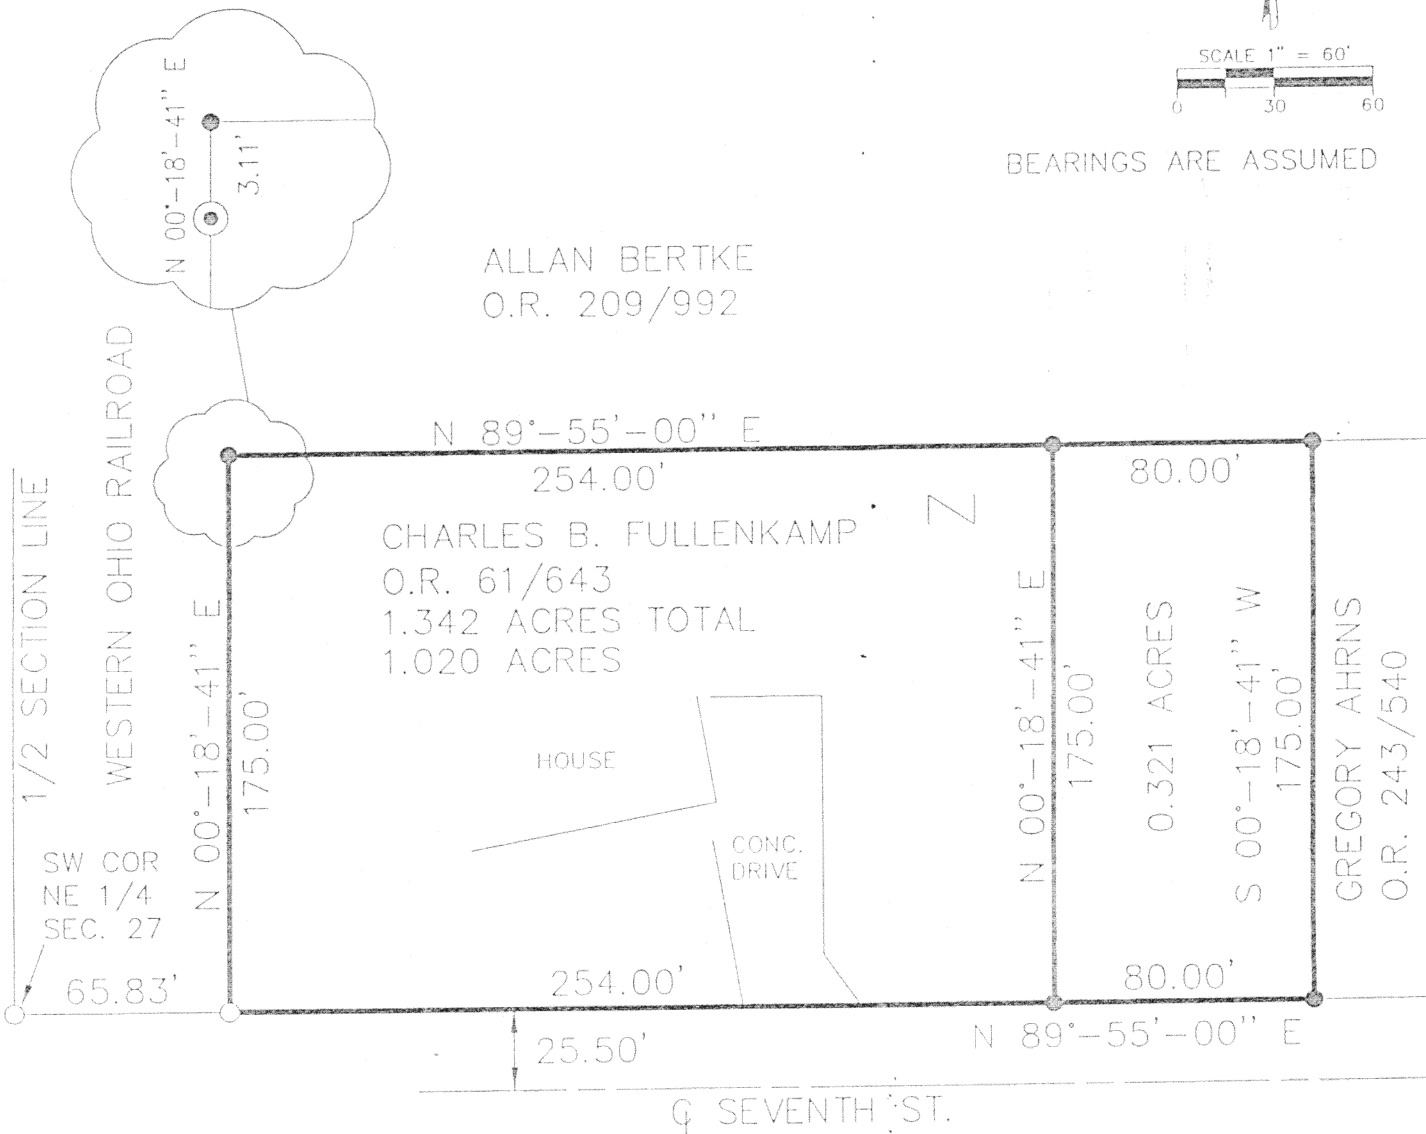 SCALE 1" = 60'
0 30 60
BEARINGS ARE ASSUMED
N 00°-18'-41" E
3.11'
ALLAN BERTKE
O.R. 209/992
WESTERN OHIO RAILROAD
1/2 SECTION LINE
N 89°-55'-00" E
254.00'
80.00'
CHARLES B. FULLENKAMP
O.R. 61/643
1.342 ACRES TOTAL
1.020 ACRES
Z
N 00°-18'-41" E
175.00'
HOUSE
CONC.
DRIVE
N 00°-18'-41" E
175.00'
0.321 ACRES
S 00°-18'-41" W
175.00'
GREGORY AHRNS
O.R. 243/540
SW COR
NE 1/4
SEC. 27
65.83'
254.00'
80.00'
N 89°-55'-00" E
25.50'
℄ SEVENTH ST.